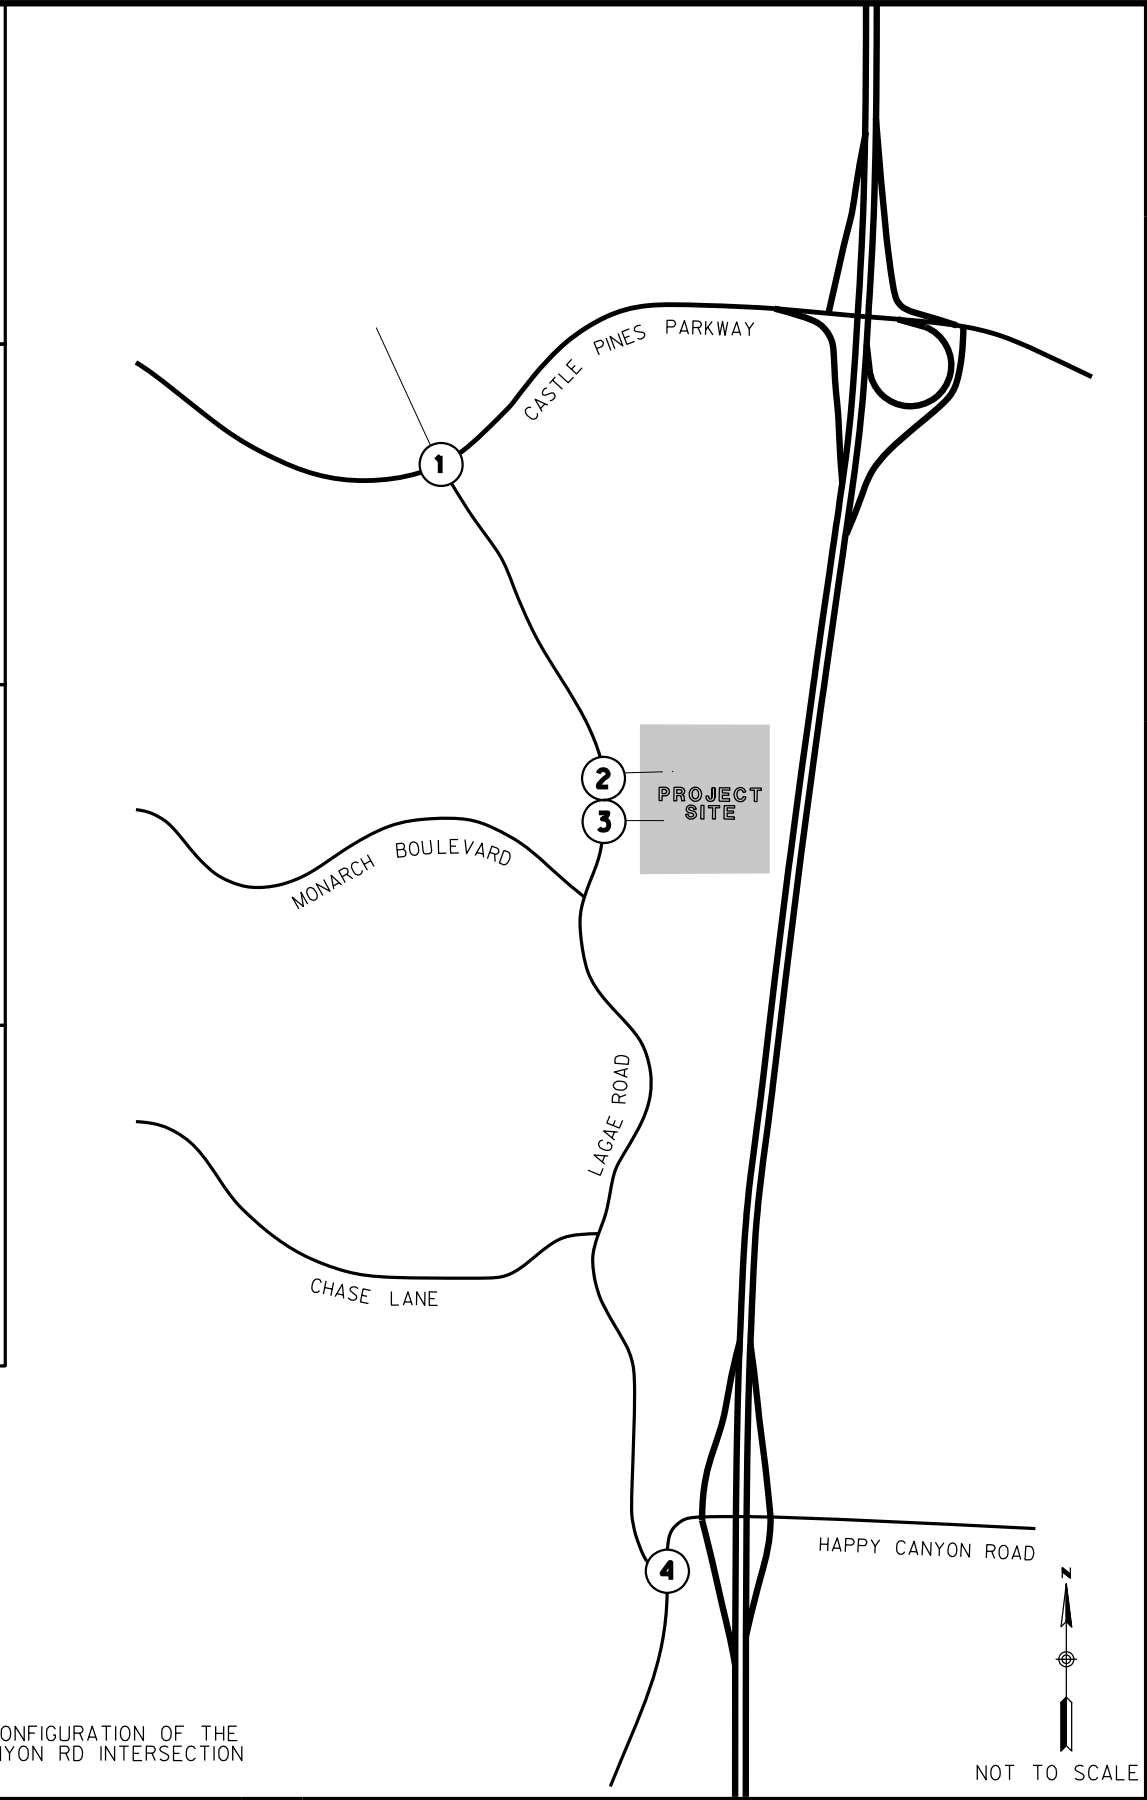 CASTLE PINES PARKWAY
1
2
PROJECT
SITE
3
MONARCH BOULEVARD
LAGAE ROAD
CHASE LANE
HAPPY CANYON ROAD
4
N
ONFIGURATION OF THE
YON RD INTERSECTION
NOT TO SCALE